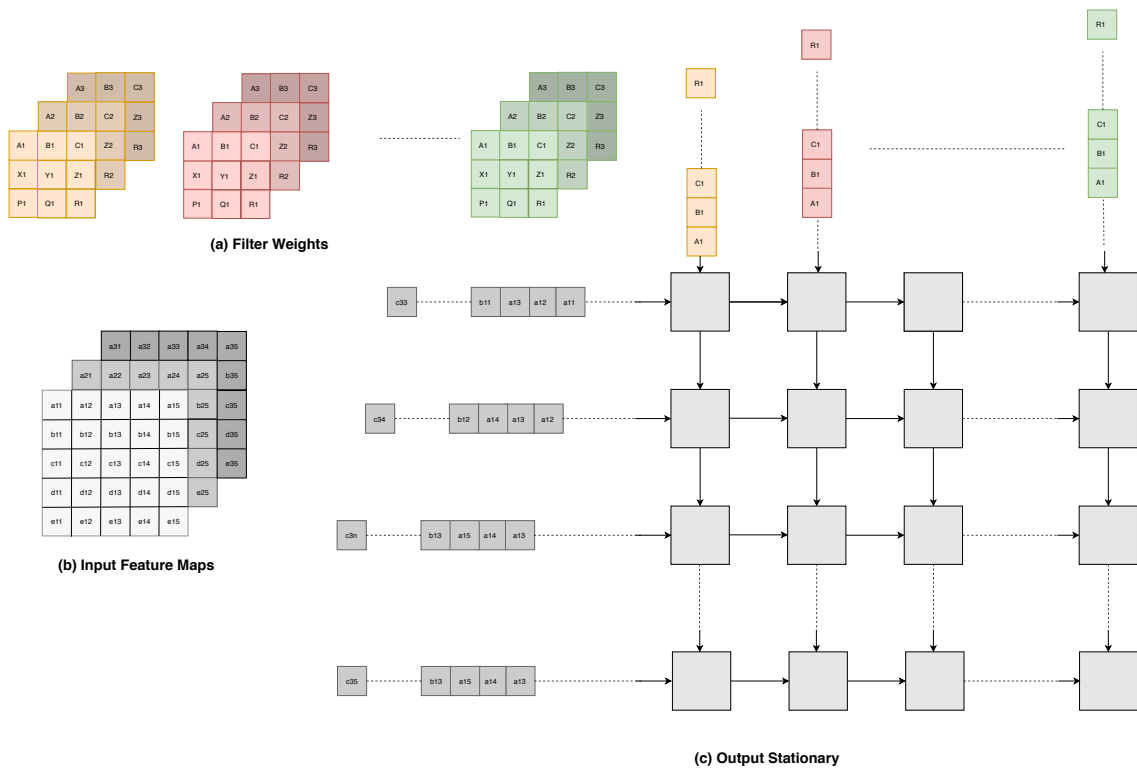 R1
R1
R1
A3 B3 C3
A2 B2 C2 Z3
A1 B1 C1 Z2 R3
X1 Y1 Z1 R2
P1 Q1 R1
A3 B3 C3
A2 B2 C2 Z3
A1 B1 C1 Z2 R3
X1 Y1 Z1 R2
P1 Q1 R1
A3 B3 C3
A2 B2 C2 Z3
A1 B1 C1 Z2 R3
X1 Y1 Z1 R2
P1 Q1 R1
(a) Filter Weights
C1
B1
A1
C1
B1
A1
C1
B1
A1
c33 b11 a13 a12 a11
a31 a32 a33 a34 a35
a21 a22 a23 a24 a25 b35
a11 a12 a13 a14 a15 b25 c35
b11 b12 b13 b14 b15 c25 d35
c11 c12 c13 c14 c15 d25 e35
d11 d12 d13 d14 d15 e25
e11 e12 e13 e14 e15
(b) Input Feature Maps
c34 b12 a14 a13 a12
c3n b13 a15 a14 a13
c35 b13 a15 a14 a13
(c) Output Stationary